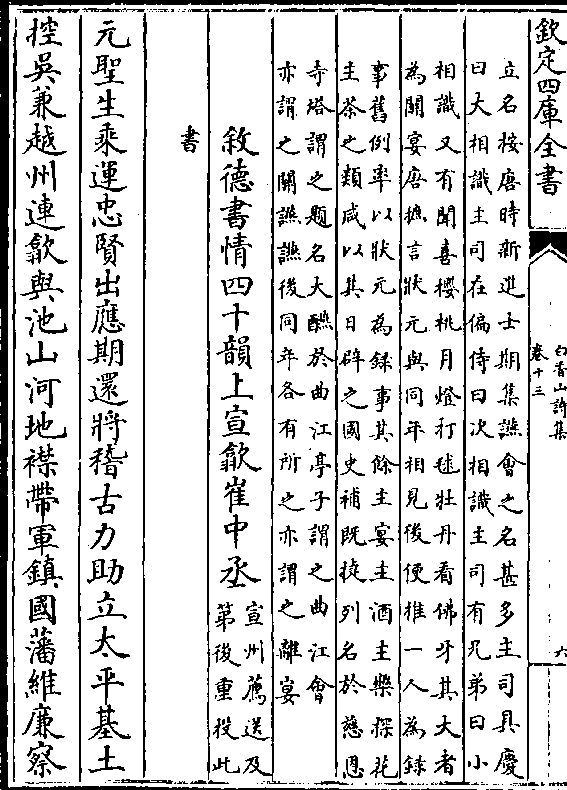 欽定四庫全書
白香山詩集
卷十三
六
立名按唐時新進士期集讌會之名甚多主司具慶
曰大相識主司在偏侍曰次相識主司有兄弟曰小
相識又有聞喜櫻桃月燈打毬牡丹看佛牙其大者
為關宴唐摭言狀元與同年相見後便推一人為錄
事舊例率以狀元為録事其餘主宴主酒主樂探花
主茶之類咸以其日辟之國史補既捷列名於慈恩
寺塔謂之題名大醼於曲江亭子謂之曲江會
亦謂之關讌讌後同年各有所之亦謂之離宴
敘德書情四十韻上宣歙崔中丞
宣州薦送及
第後重投此
書
元聖生乘運忠賢出應期還將稽古力助立太平基土
控吳兼越州連歙與池山河地襟帶軍鎮國藩維廉察